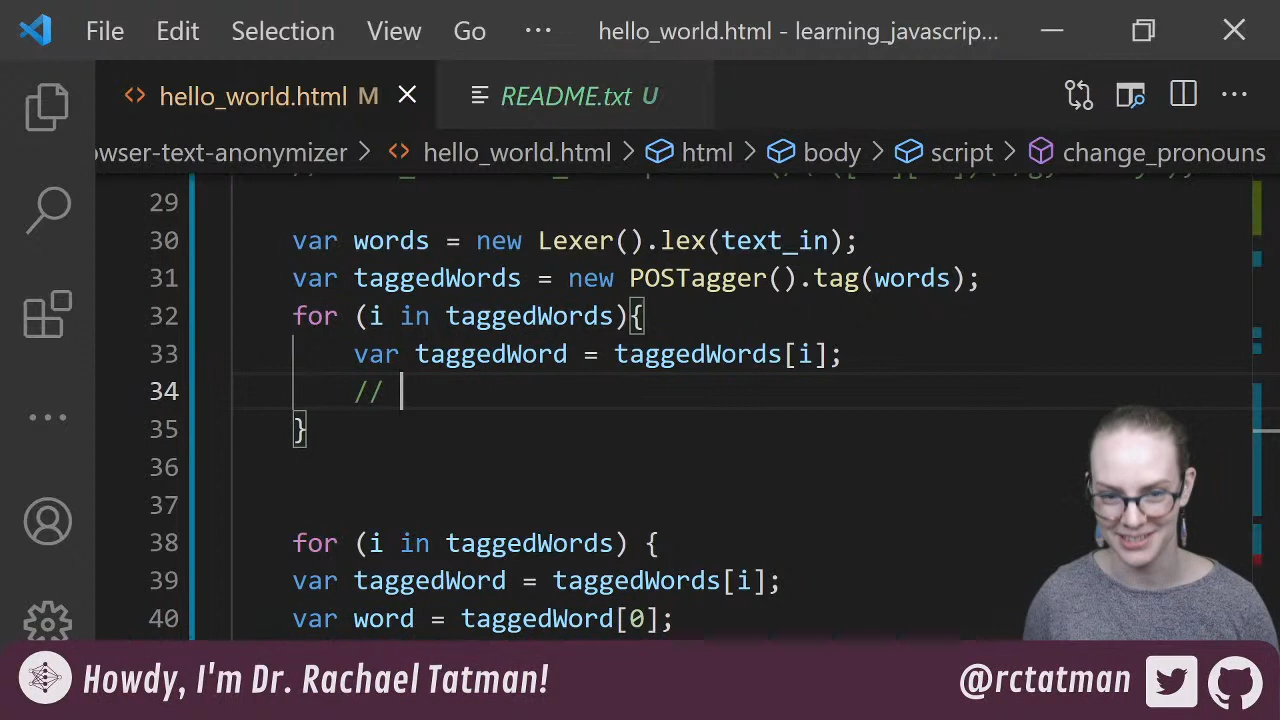 File Edit Selection View Go ··· hello_world.html - learning_javascrip...
hello_world.html M README.txt U
owser-text-anonymizer > hello_world.html > html > body > script > change_pronouns
29
30 var words = new Lexer().lex(text_in);
31 var taggedWords = new POSTagger().tag(words);
32 for (i in taggedWords){
33 var taggedWord = taggedWords[i];
34 //
35 }
36
37
38 for (i in taggedWords) {
39 var taggedWord = taggedWords[i];
40 var word = taggedWord[0];
Howdy, I'm Dr. Rachael Tatman! @rctatman